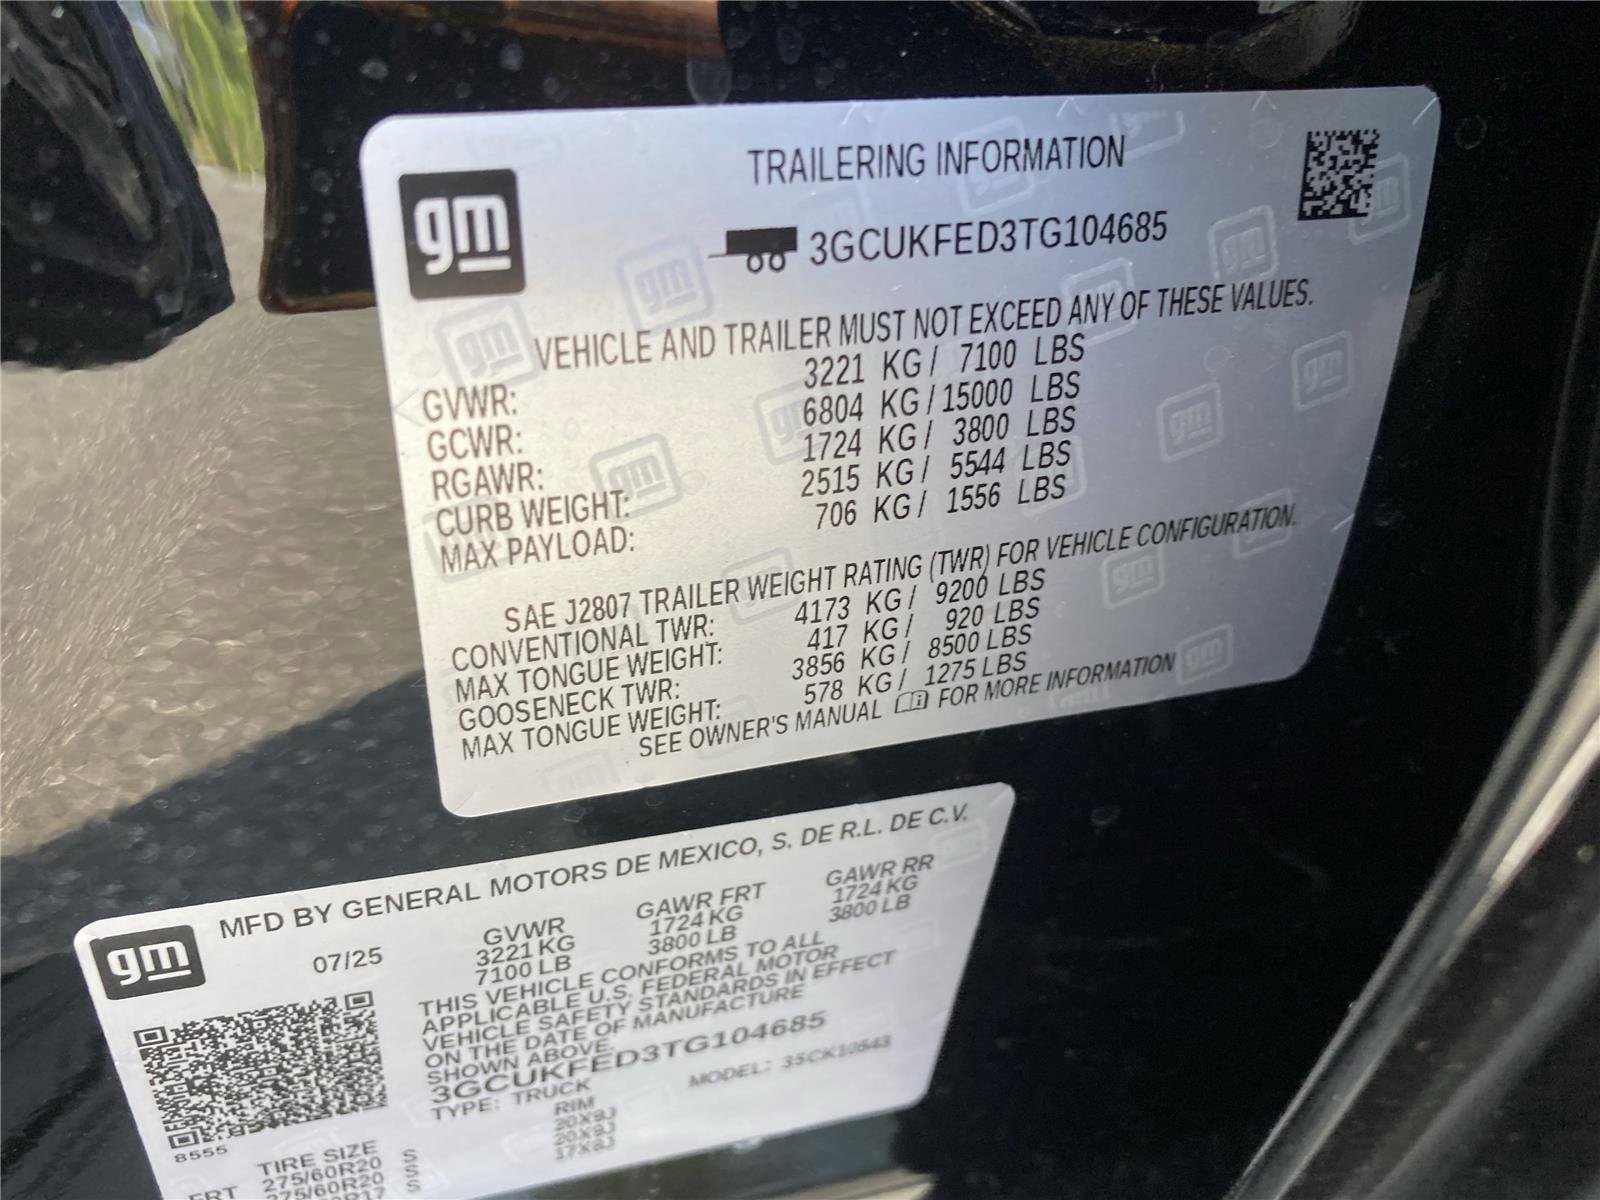 gm
TRAILERING INFORMATION
3GCUKFED3TG104685
VEHICLE AND TRAILER MUST NOT EXCEED ANY OF THESE VALUES.
GVWR: 3221 KG / 7100 LBS
GCWR: 6804 KG / 15000 LBS
RGAWR: 1724 KG / 3800 LBS
CURB WEIGHT: 2515 KG / 5544 LBS
MAX PAYLOAD: 706 KG / 1556 LBS
SAE J2807 TRAILER WEIGHT RATING (TWR) FOR VEHICLE CONFIGURATION.
CONVENTIONAL TWR: 4173 KG / 9200 LBS
MAX TONGUE WEIGHT: 417 KG / 920 LBS
GOOSENECK TWR: 3856 KG / 8500 LBS
MAX TONGUE WEIGHT: 578 KG / 1275 LBS
SEE OWNER'S MANUAL FOR MORE INFORMATION
gm
MFD BY GENERAL MOTORS DE MEXICO, S. DE R.L. DE C.V.
07/25 GVWR GAWR FRT GAWR RR
3221 KG 1724 KG 1724 KG
7100 LB 3800 LB 3800 LB
THIS VEHICLE CONFORMS TO ALL
APPLICABLE U.S. FEDERAL MOTOR
VEHICLE SAFETY STANDARDS IN EFFECT
ON THE DATE OF MANUFACTURE
SHOWN ABOVE.
3GCUKFED3TG104685
TYPE: TRUCK MODEL: 35CK10543
8555
TIRE SIZE RIM
FRT 275/60R20 S 20X9J
275/60R20 S 20X9J
S 17X8J